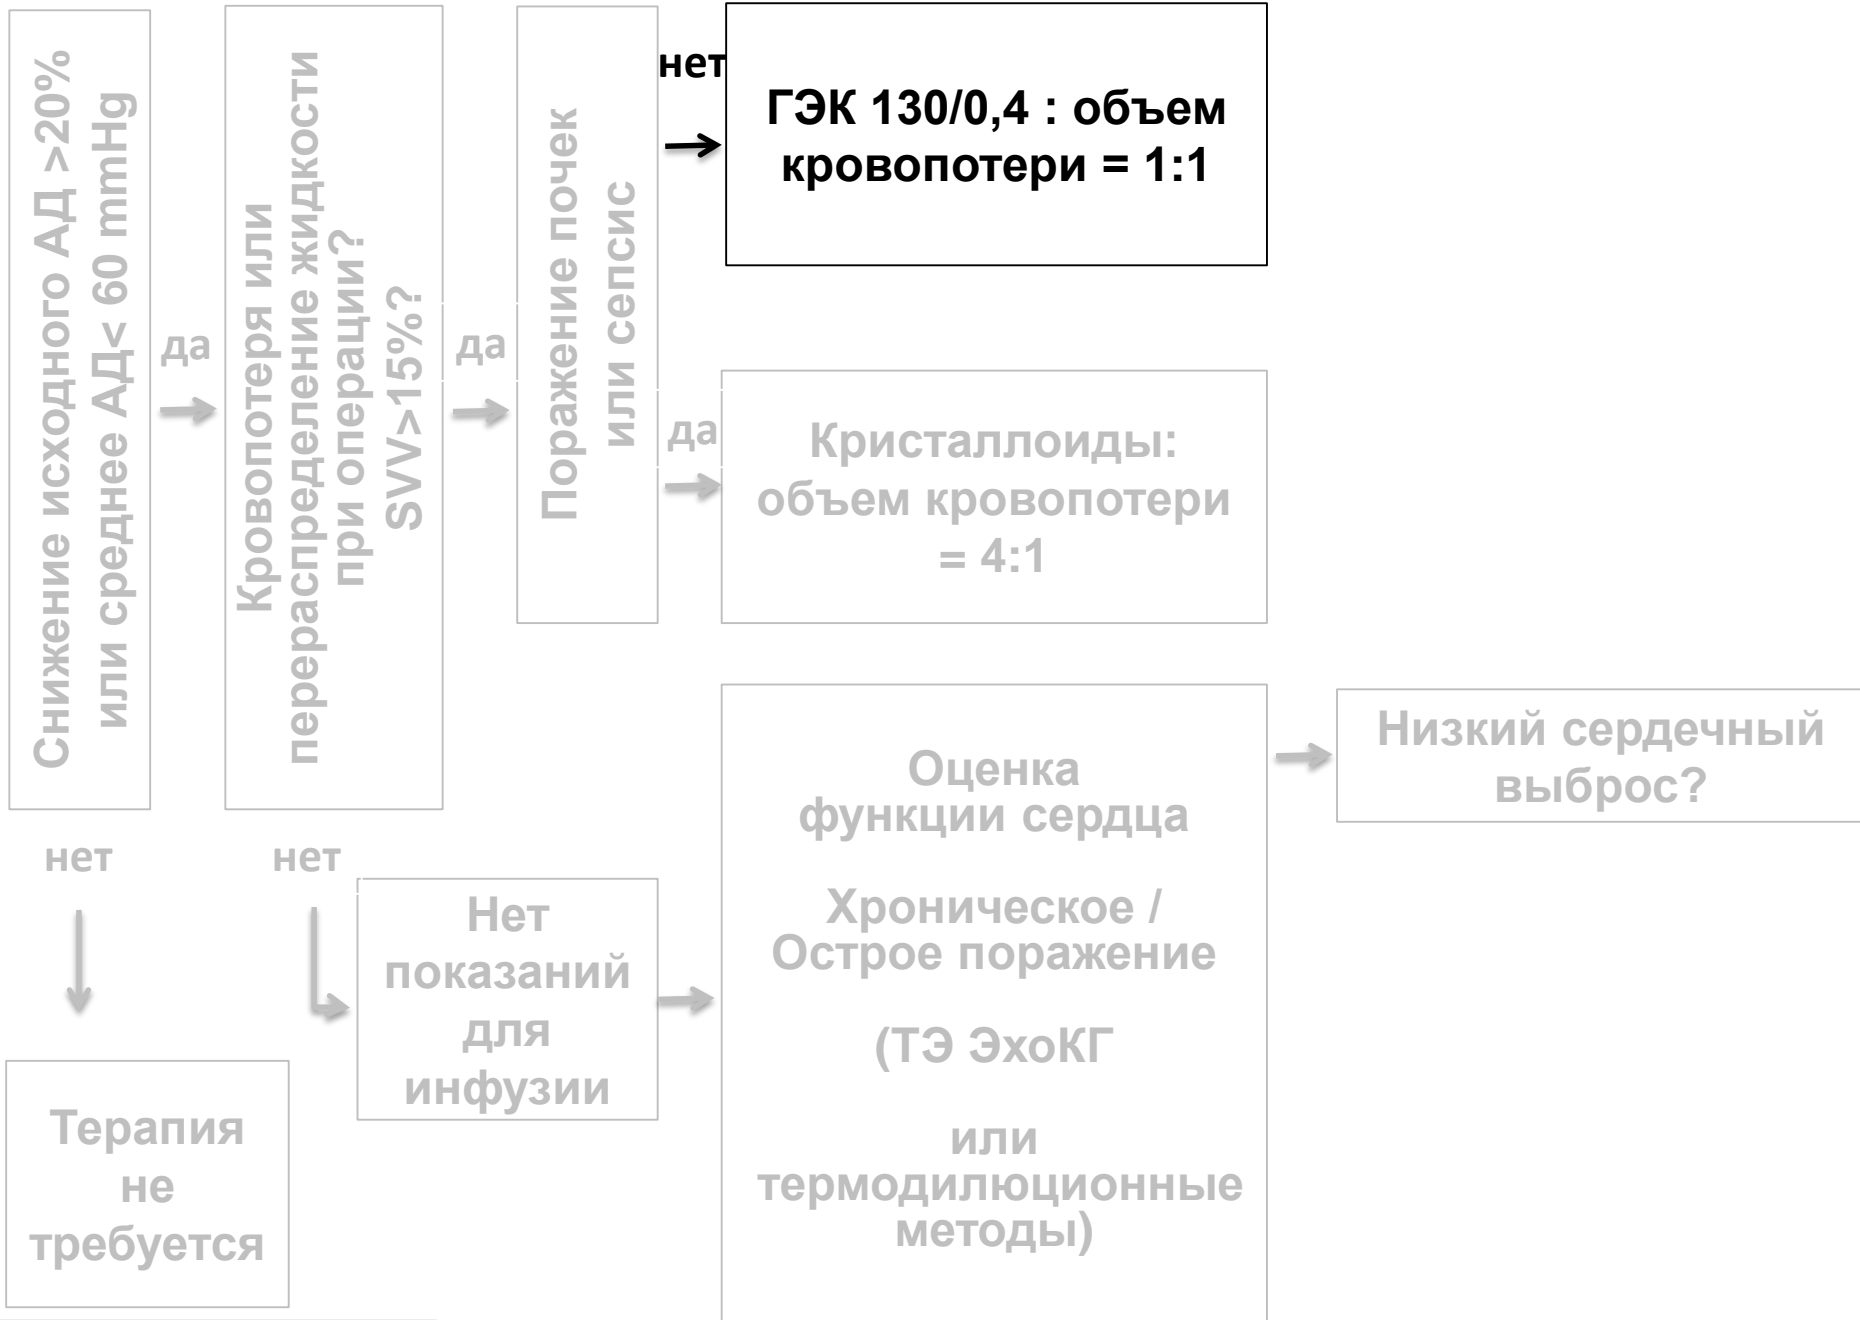 Снижение исходного АД >20%
или среднее АД< 60 mmHg
да
нет
Кровопотеря или
перераспределение жидкости
при операции?
SVV>15%?
да
нет
Поражение почек
или сепсис
нет
ГЭК 130/0,4 : объем
кровопотери = 1:1
да
Кристаллоиды:
объем кровопотери
= 4:1
Терапия
не
требуется
Нет
показаний
для
инфузии
Оценка
функции сердца
Хроническое /
Острое поражение
(ТЭ ЭхоКГ
или
термодилюционные
методы)
Низкий сердечный
выброс?